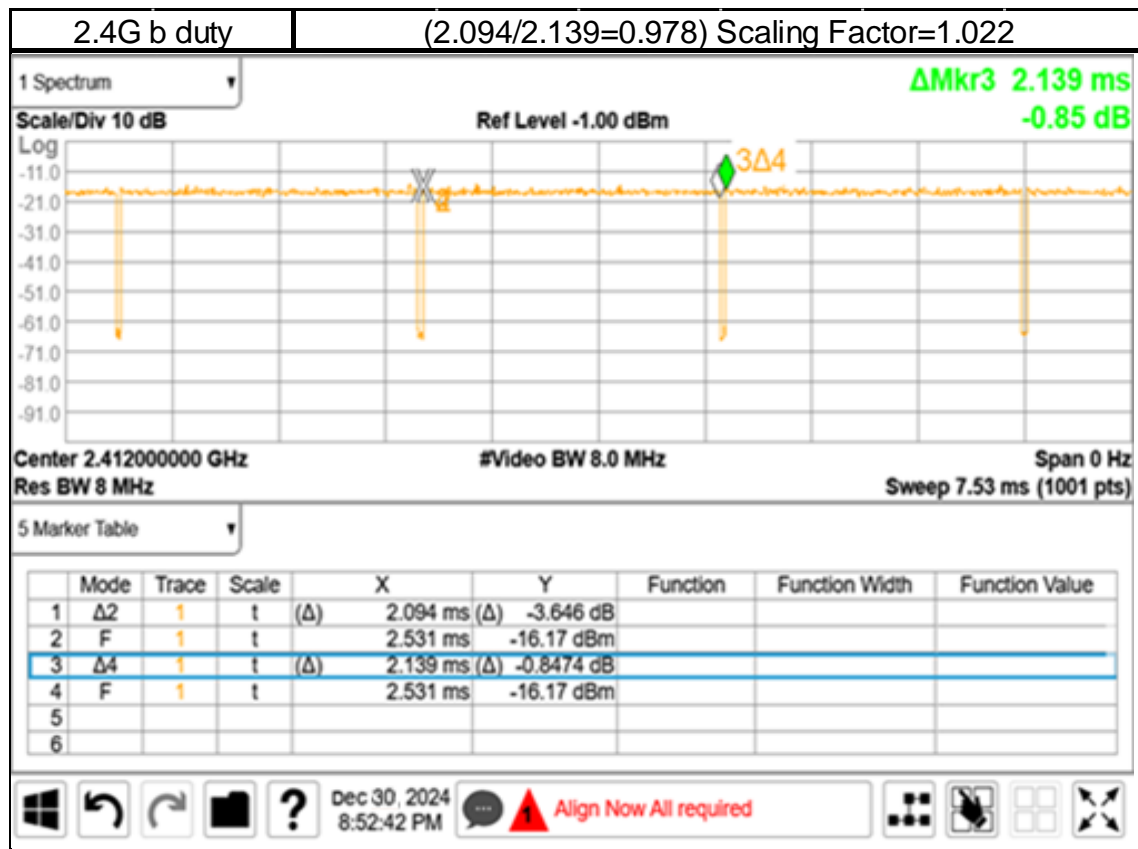 2.4G b duty (2.094/2.139=0.978) Scaling Factor=1.022
1 Spectrum
ΔMkr3 2.139 ms
Scale/Div 10 dB Ref Level -1.00 dBm -0.85 dB
Log
3Δ4
-11.0
-21.0
-31.0
-41.0
-51.0
-61.0
-71.0
-81.0
-91.0
Center 2.412000000 GHz #Video BW 8.0 MHz Span 0 Hz
Res BW 8 MHz Sweep 7.53 ms (1001 pts)
5 Marker Table
Mode Trace Scale X Y Function Function Width Function Value
1 Δ2 1 t (Δ) 2.094 ms (Δ) -3.646 dB
2 F 1 t 2.531 ms -16.17 dBm
3 Δ4 1 t (Δ) 2.139 ms (Δ) -0.8474 dB
4 F 1 t 2.531 ms -16.17 dBm
5
6
? Dec 30, 2024
8:52:42 PM
1 Align Now All required